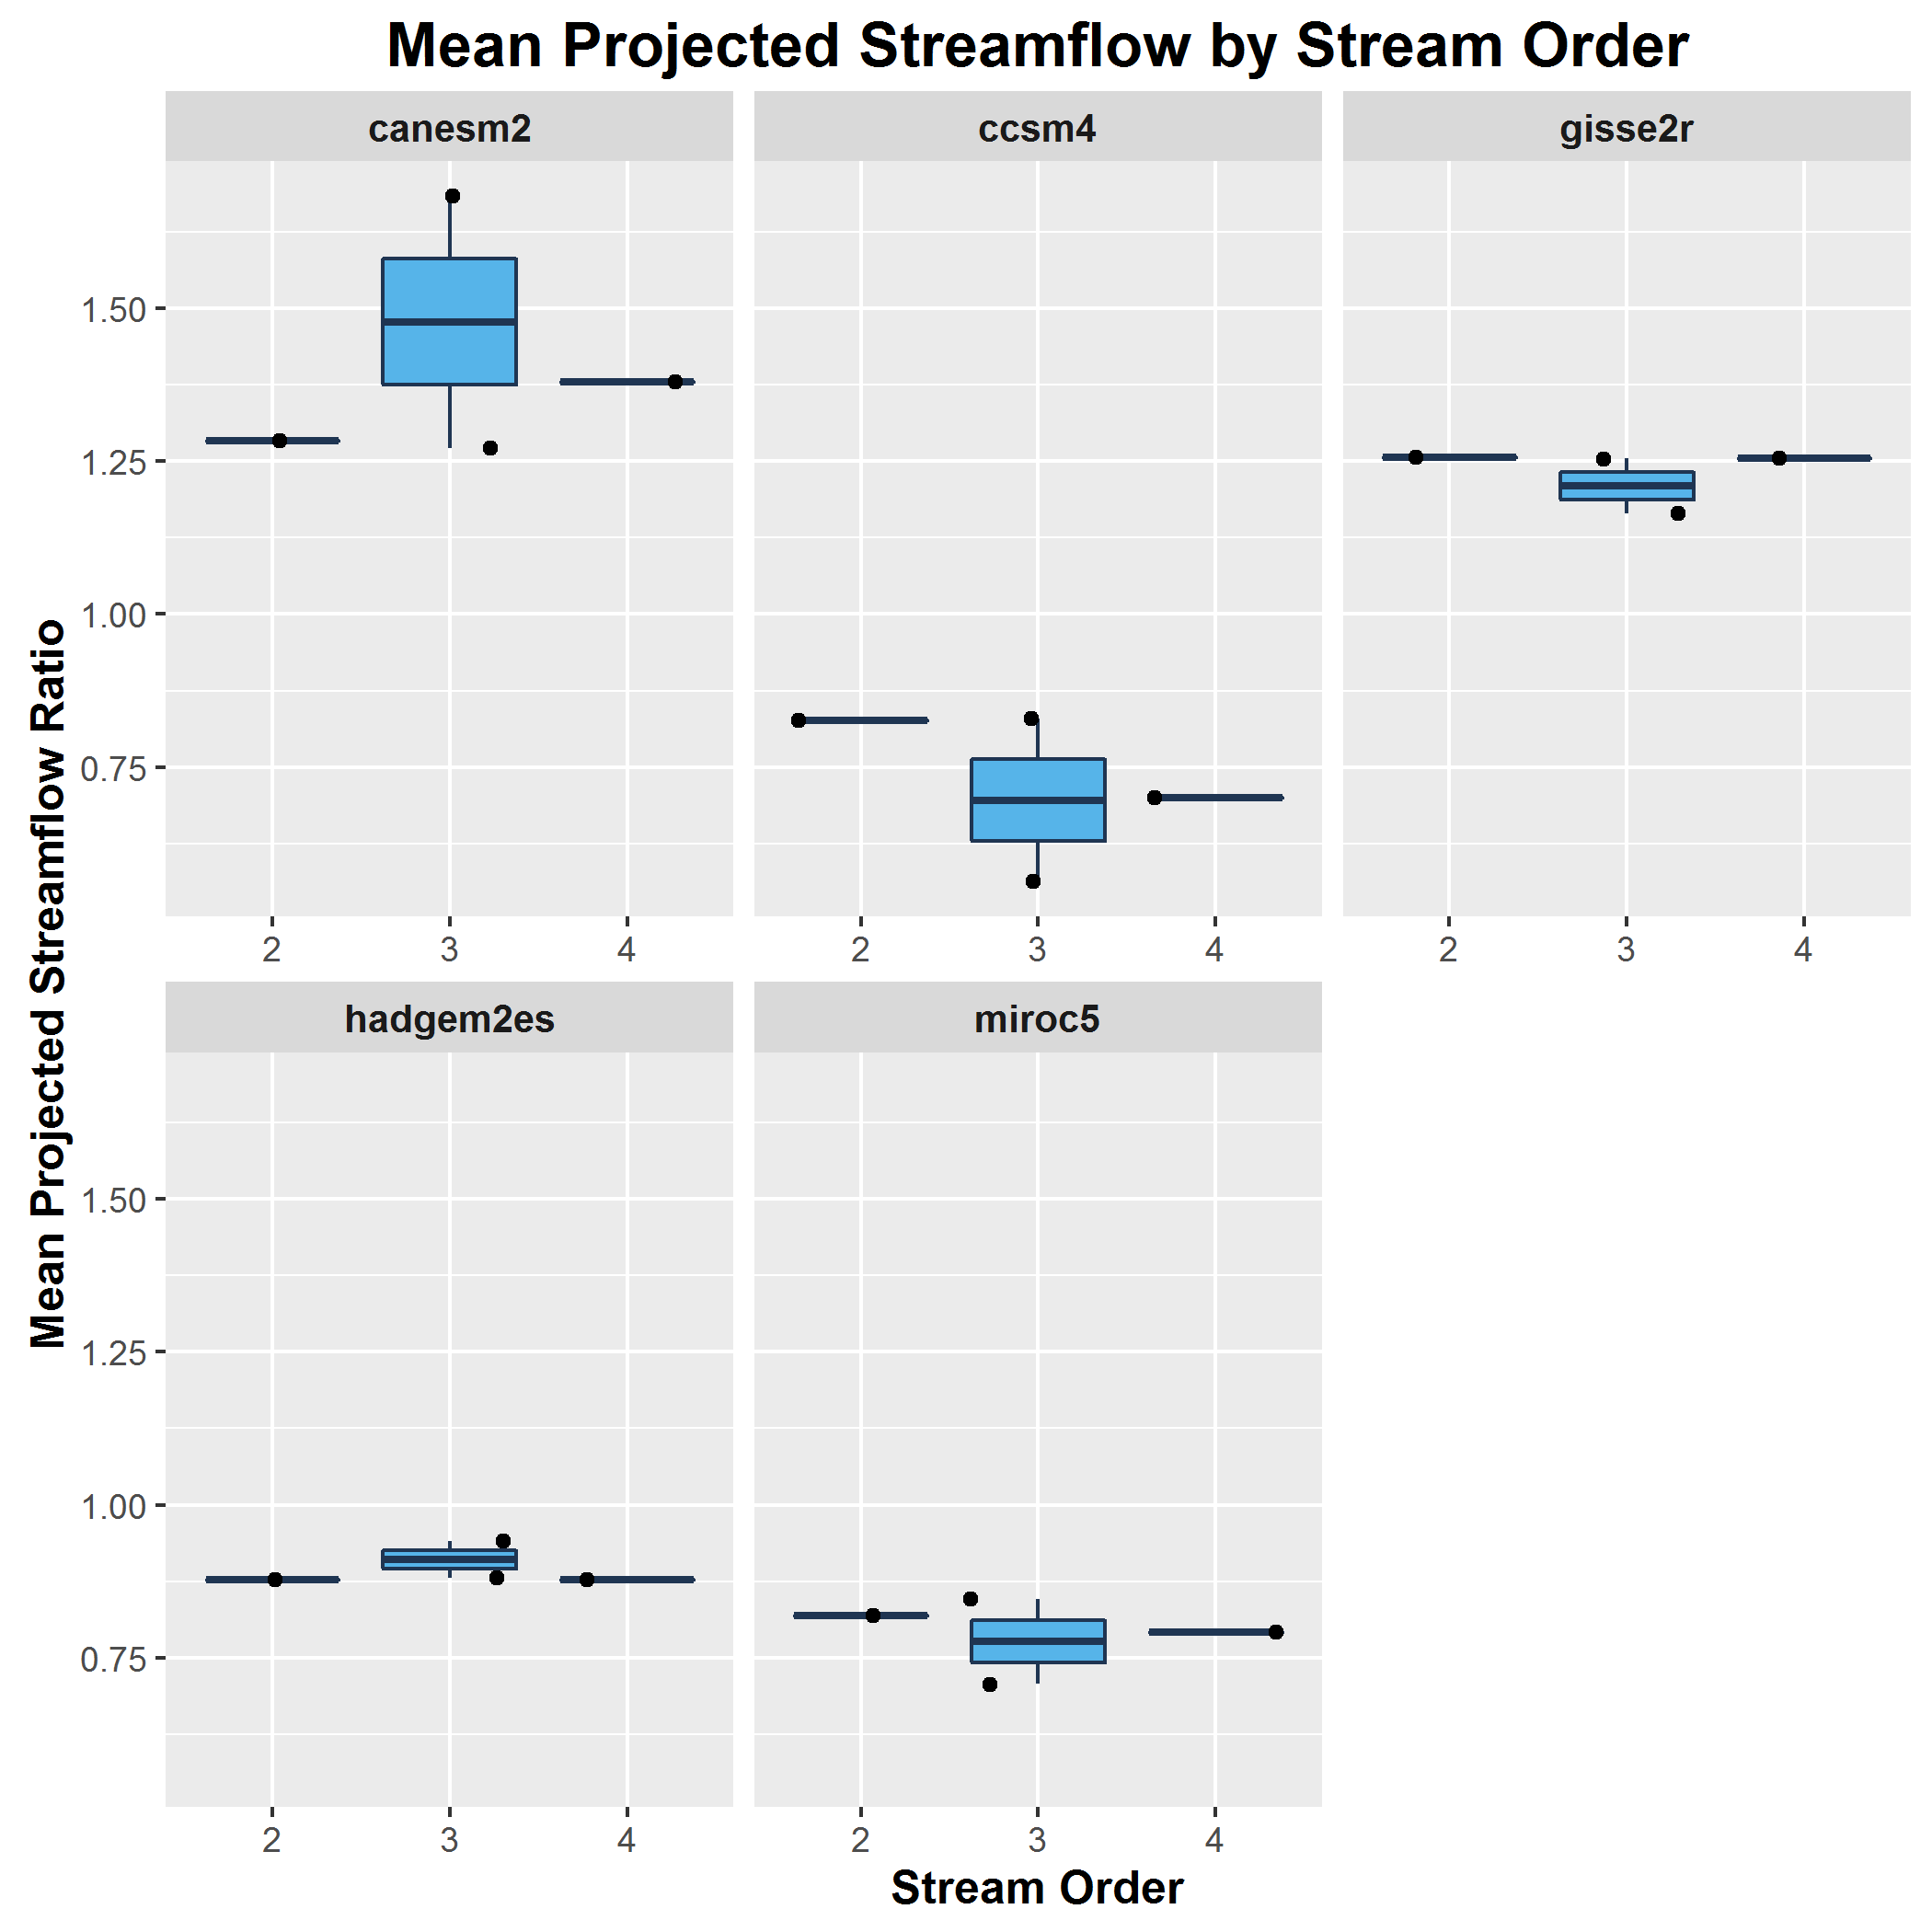 Mean Projected Streamflow by Stream Order
canesm2
ccsm4
gisse2r
Mean Projected Streamflow Ratio
1.50
1.25
1.00
0.75
2 3 4
2 3 4
2 3 4
hadgem2es
miroc5
1.50
1.25
1.00
0.75
2 3 4
2 3 4
Stream Order